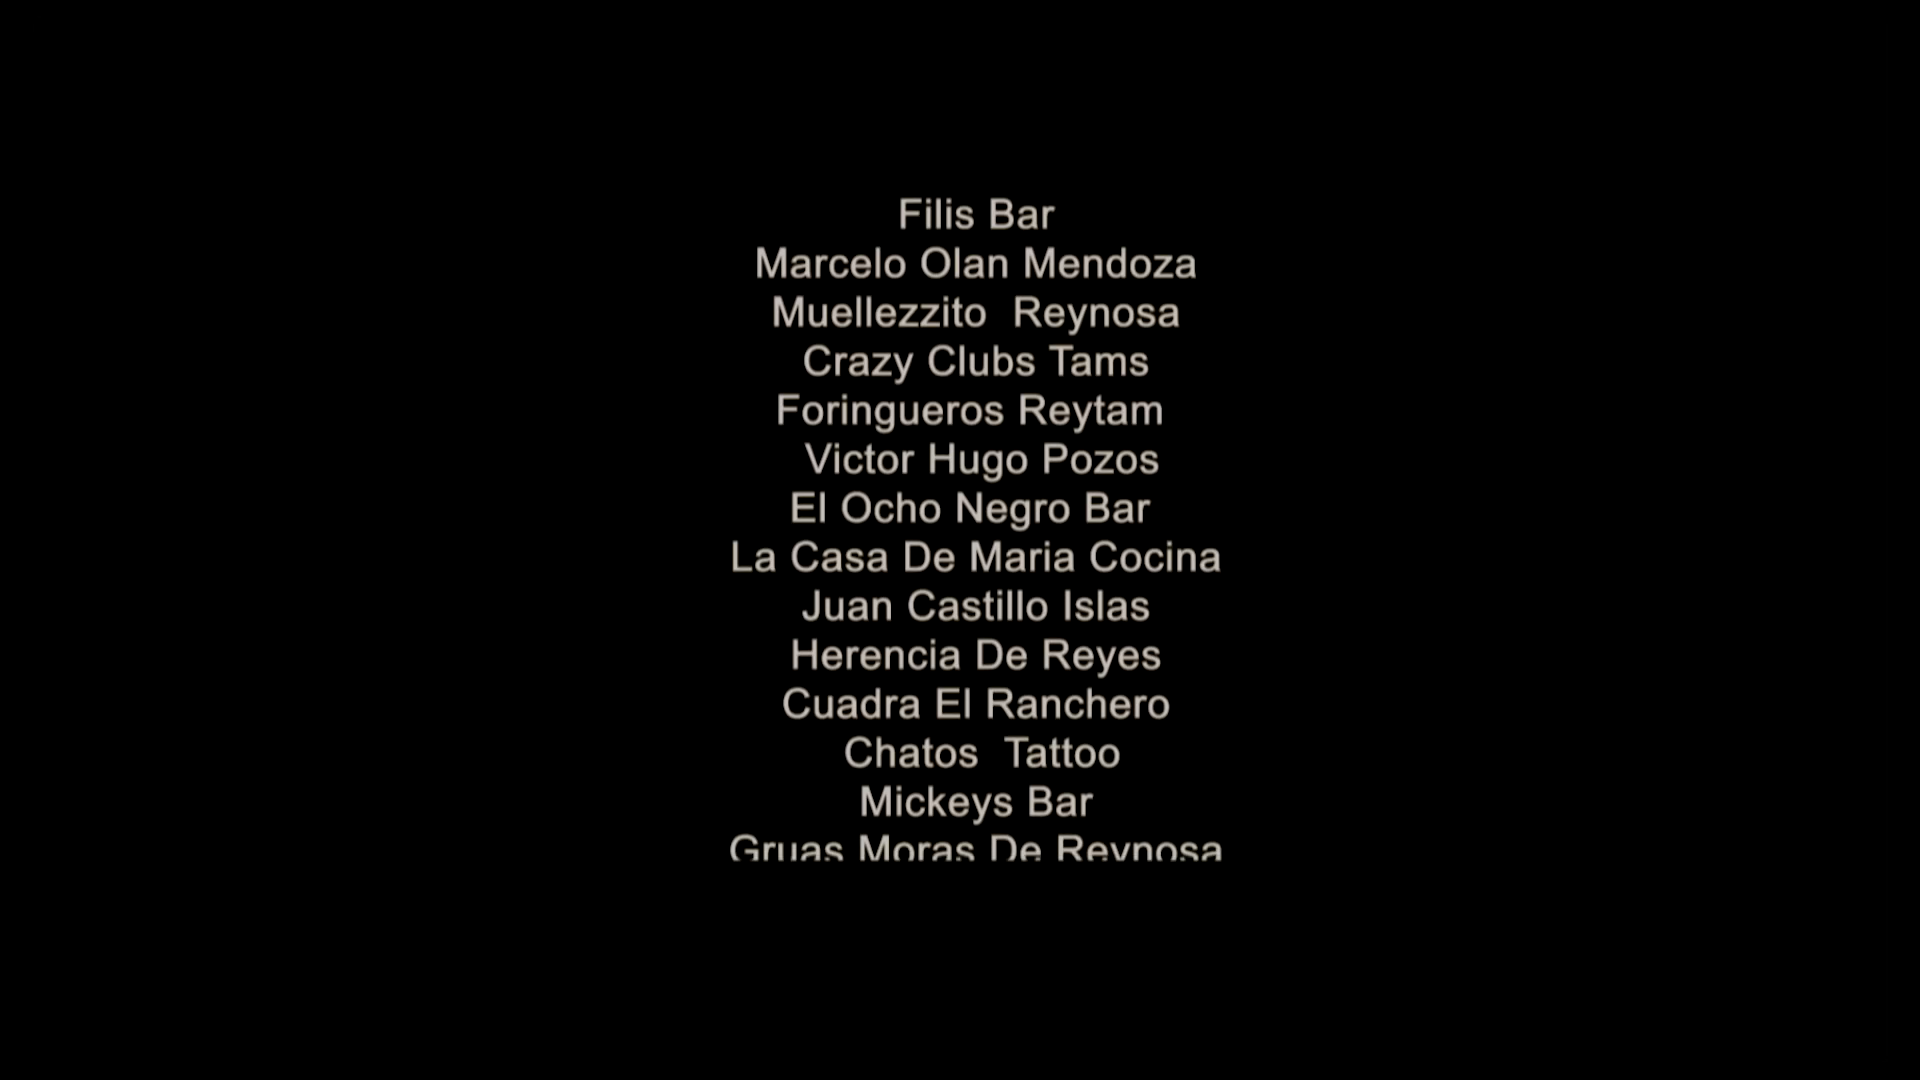 Filis Bar
Marcelo Olan Mendoza
Muellezzito  Reynosa
Crazy Clubs Tams
Foringueros Reytam
Victor Hugo Pozos
El Ocho Negro Bar
La Casa De Maria Cocina
Juan Castillo Islas
Herencia De Reyes
Cuadra El Ranchero
Chatos  Tattoo
Mickeys Bar
Gruas Moras De Reynosa